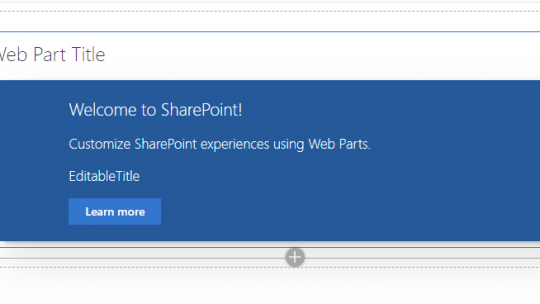 Web Part Title
Welcome to SharePoint!
Customize SharePoint experiences using Web Parts.
EditableTitle
Learn more